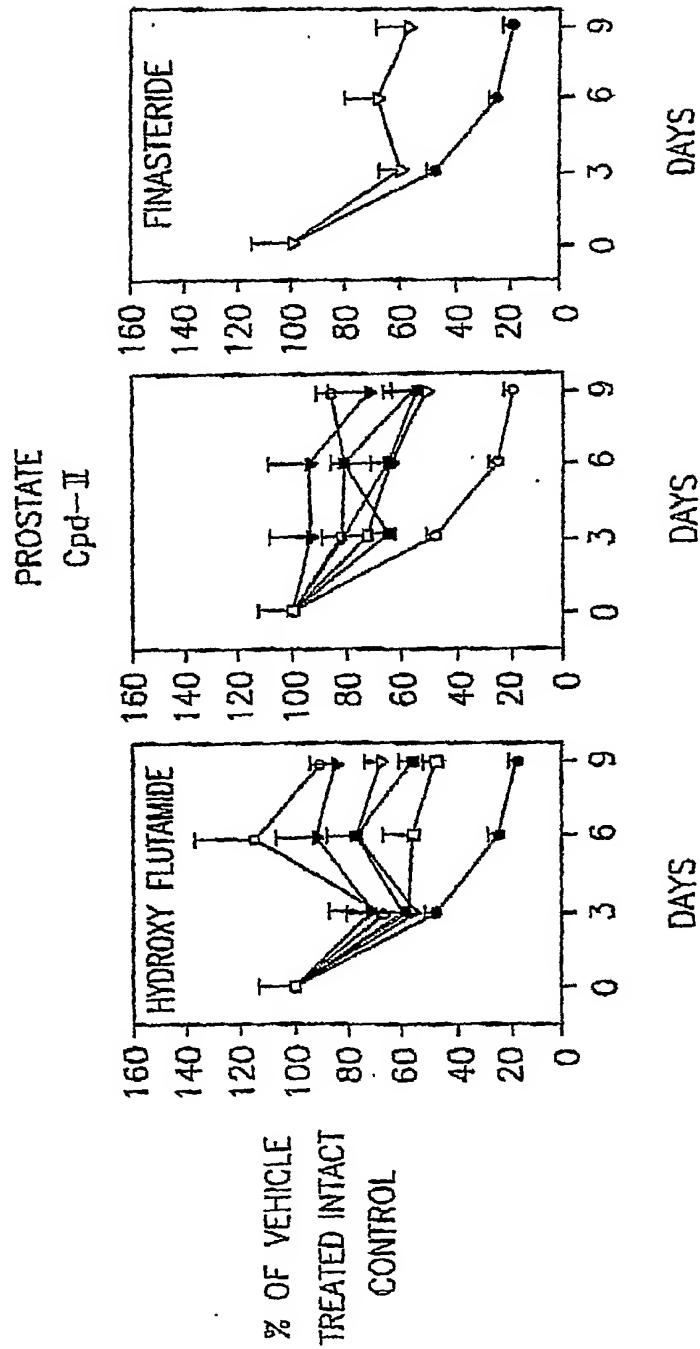 PROSTATE
Cpd-II
% OF VEHICLE
TREATED INTACT
CONTROL
HYDROXY FLUTAMIDE
160
140
120
100
80
60
40
20
0
0 3 6 9
DAYS
160
140
120
100
80
60
40
20
0
0 3 6 9
DAYS
FINASTERIDE
160
140
120
100
80
60
40
20
0
0 3 6 9
DAYS